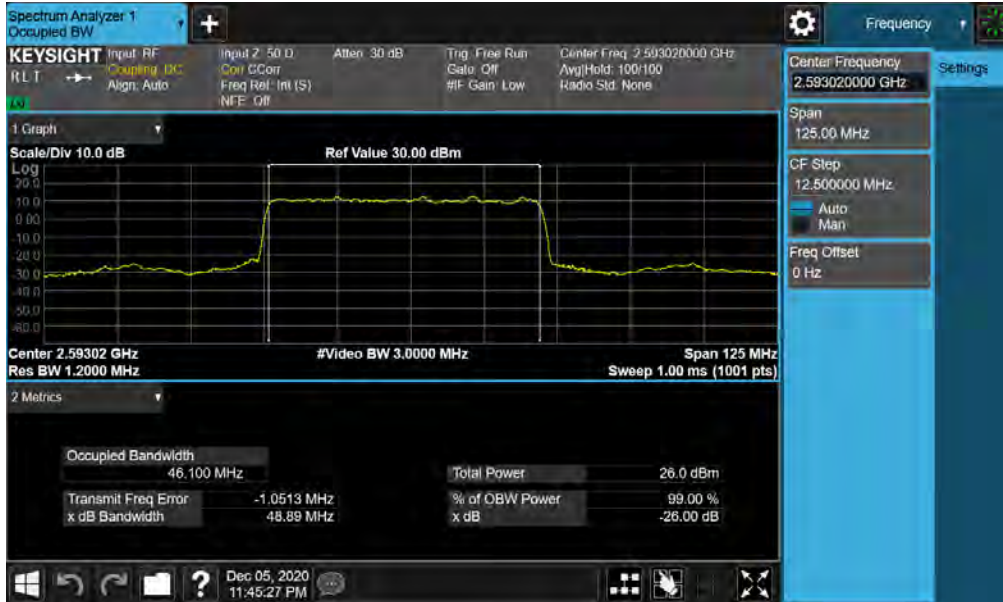 Spectrum Analyzer 1
Occupied BW
+
Frequency
KEYSIGHT Input: RF
Coupling: DC
Align: Auto
RLT
Input Z: 50 Ω
Corr CCorr
Freq Ref: Int (S)
NFE: Off
Atten: 30 dB
Trig: Free Run
Gate: Off
#IF Gain: Low
Center Freq: 2.593020000 GHz
Avg|Hold: 100/100
Radio Std: None
Center Frequency
2.593020000 GHz
Settings
Span
125.00 MHz
CF Step
12.500000 MHz
Auto
Man
Freq Offset
0 Hz
1 Graph
Scale/Div 10.0 dB
Ref Value 30.00 dBm
Log
20.0
10.0
0.00
-10.0
-20.0
-30.0
-40.0
-50.0
-60.0
Center 2.59302 GHz
#Video BW 3.0000 MHz
Span 125 MHz
Res BW 1.2000 MHz
Sweep 1.00 ms (1001 pts)
2 Metrics
Occupied Bandwidth
46.100 MHz
Total Power 26.0 dBm
Transmit Freq Error -1.0513 MHz
% of OBW Power 99.00 %
x dB Bandwidth 48.89 MHz
x dB -26.00 dB
?
Dec 05, 2020
11:45:27 PM